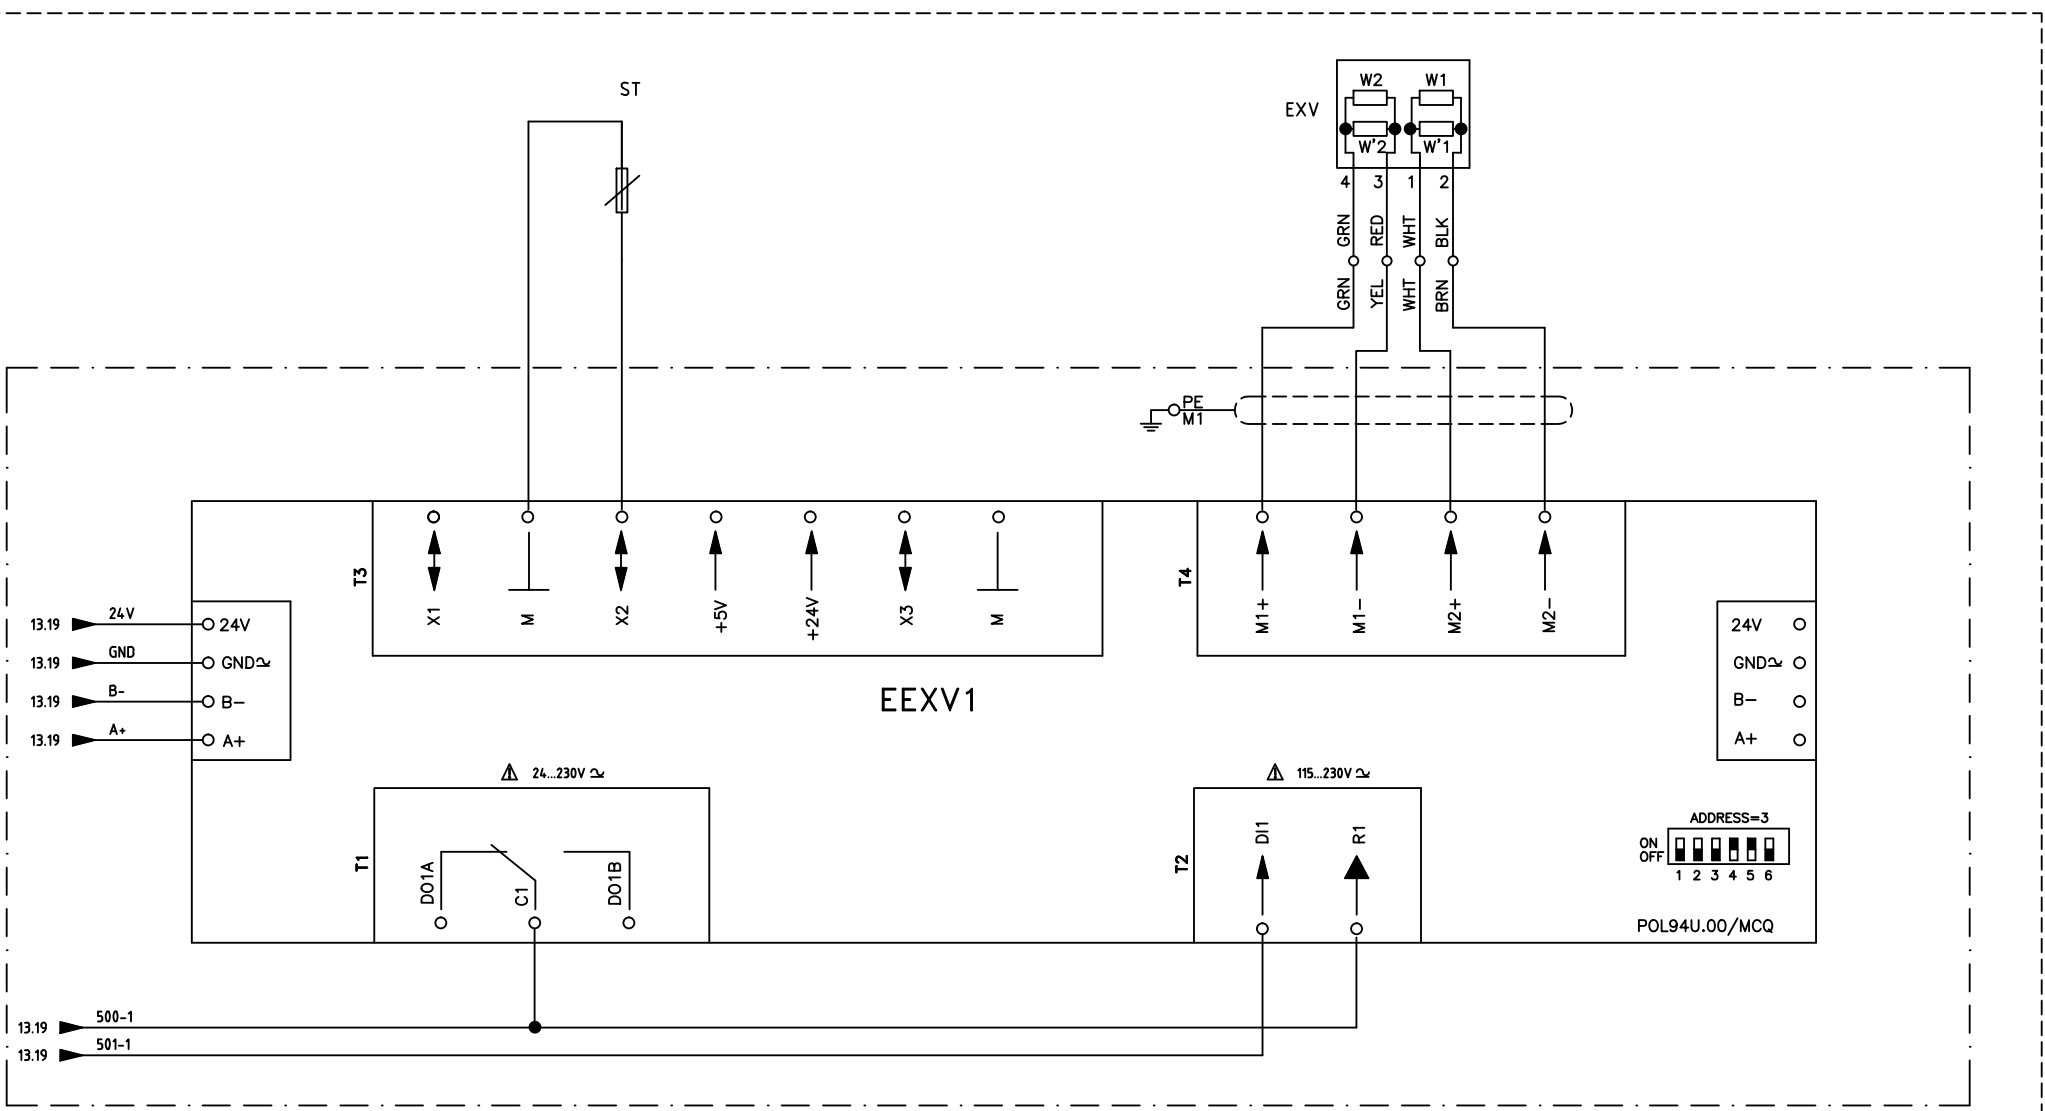 ST
EXV
W2 W1
W'2 W'1
4 3 1 2
GRN RED WHT BLK
GRN YEL WHT BRN
PE
M1
T3
X1 M X2 +5V +24V X3 M
T4
M1+ M1- M2+ M2-
13.19 24V 24V
13.19 GND GND
13.19 B- B-
13.19 A+ A+
EEXV1
24V
GND
B-
A+
24...230V
115...230V
T1
DO1A C1 DO1B
T2
DI1 R1
ADDRESS=3
ON
OFF
1 2 3 4 5 6
POL94U.00/MCQ
13.19 500-1
13.19 501-1